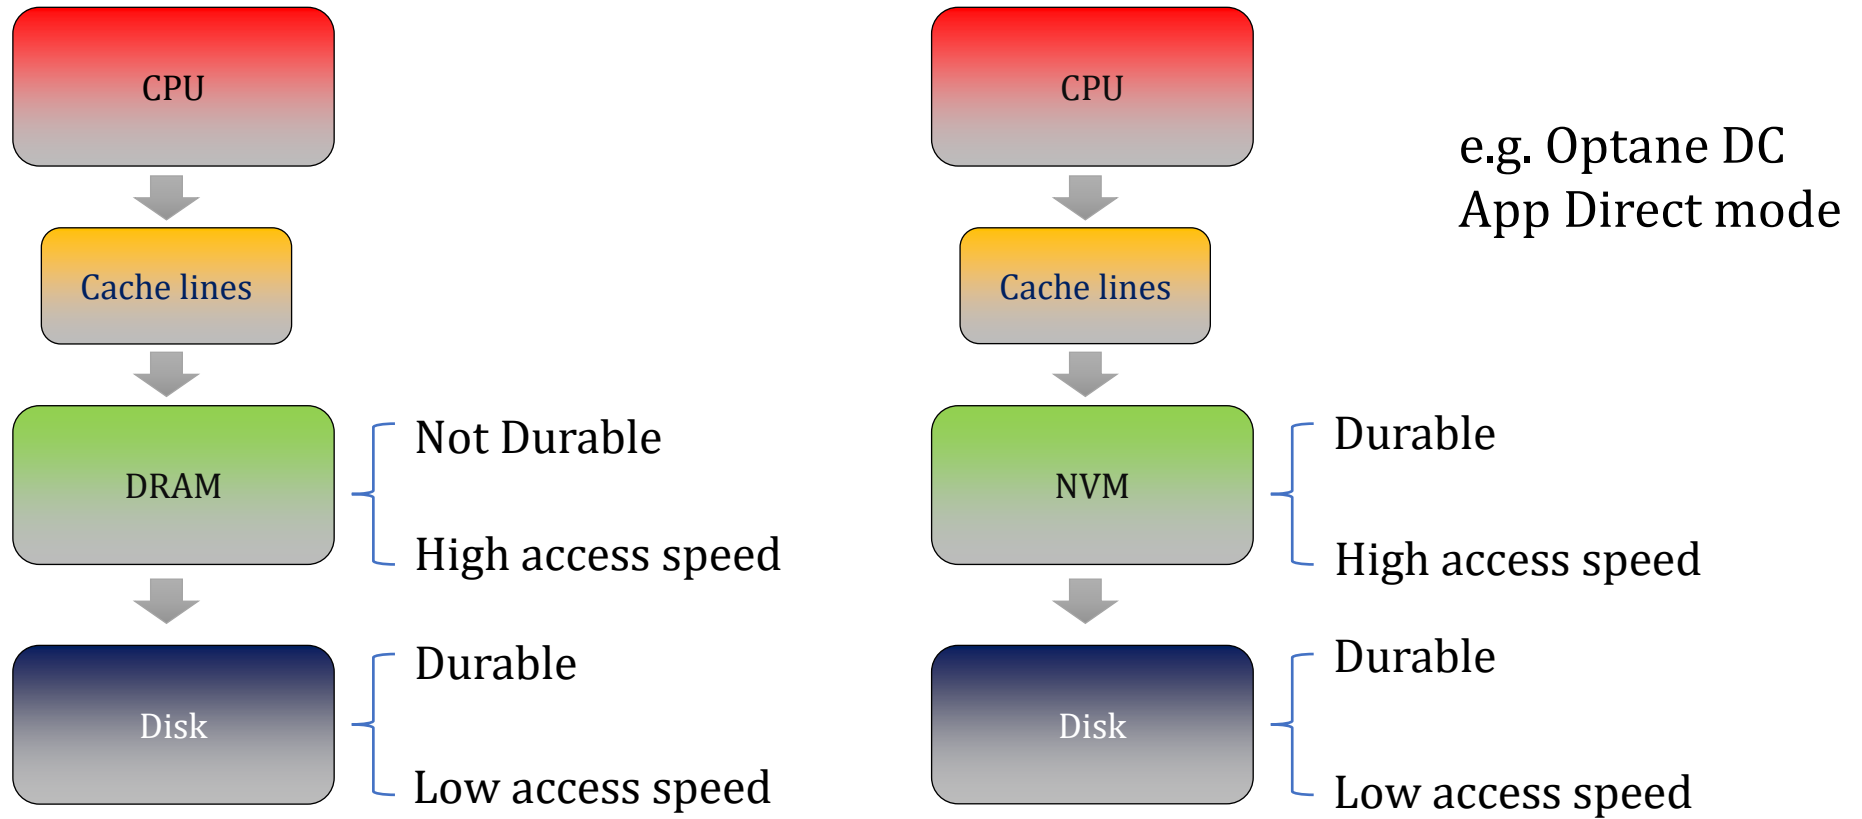 CPU
Cache lines
DRAM
Not Durable
High access speed
Disk
Durable
Low access speed
CPU
Cache lines
NVM
Durable
High access speed
Disk
Durable
Low access speed
e.g. Optane DC
App Direct mode